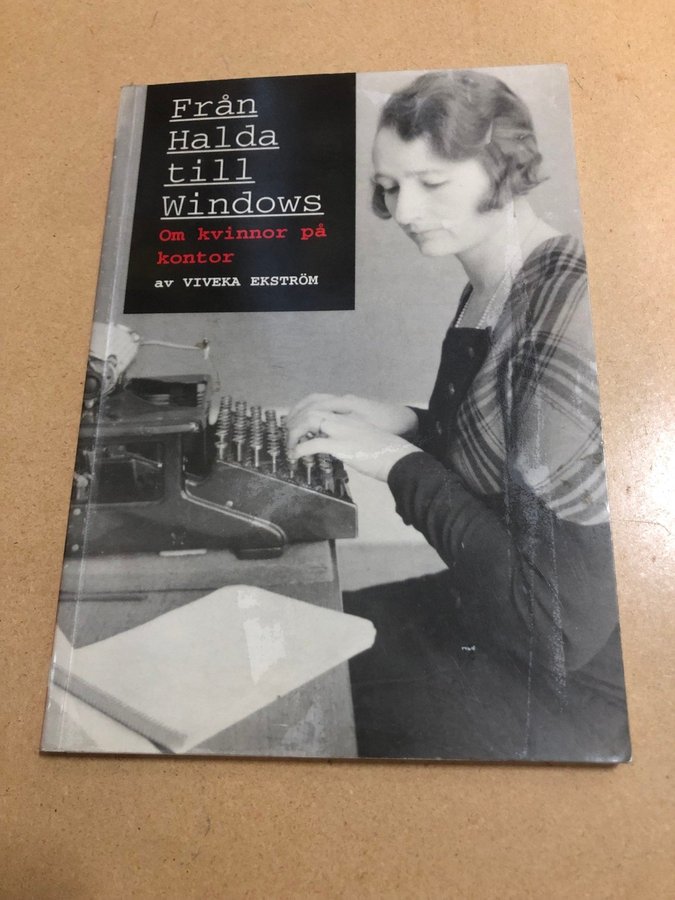 Från
Halda
till
Windows
Om kvinnor på
kontor
av VIVEKA EKSTRÖM